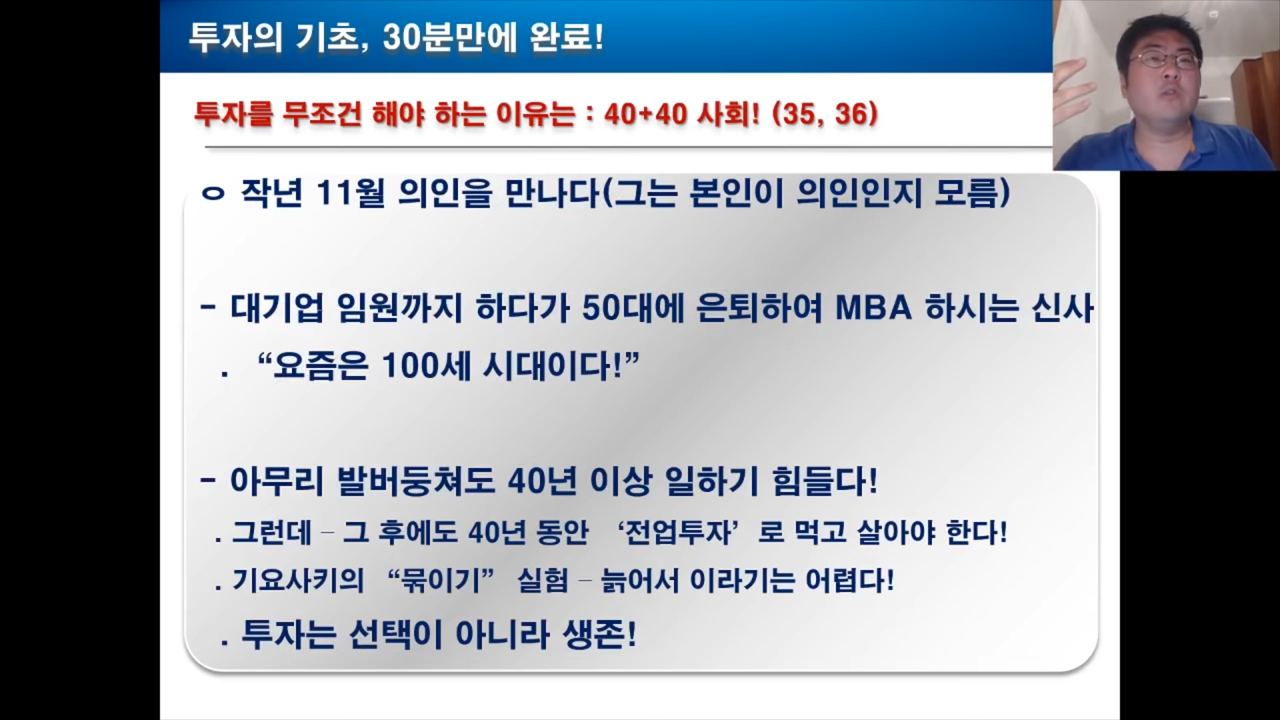 투자의 기초, 30분만에 완료!
투자를 무조건 해야 하는 이유는 : 40+40 사회! (35, 36)
ㅇ 작년 11월 의인을 만나다(그는 본인이 의인인지 모름)
- 대기업 임원까지 하다가 50대에 은퇴하여 MBA 하시는 신사
. “요즘은 100세 시대이다!”
- 아무리 발버둥쳐도 40년 이상 일하기 힘들다!
. 그런데 – 그 후에도 40년 동안 ‘전업투자’로 먹고 살아야 한다!
. 기요사키의 “묶이기” 실험 – 늙어서 이라기는 어렵다!
. 투자는 선택이 아니라 생존!